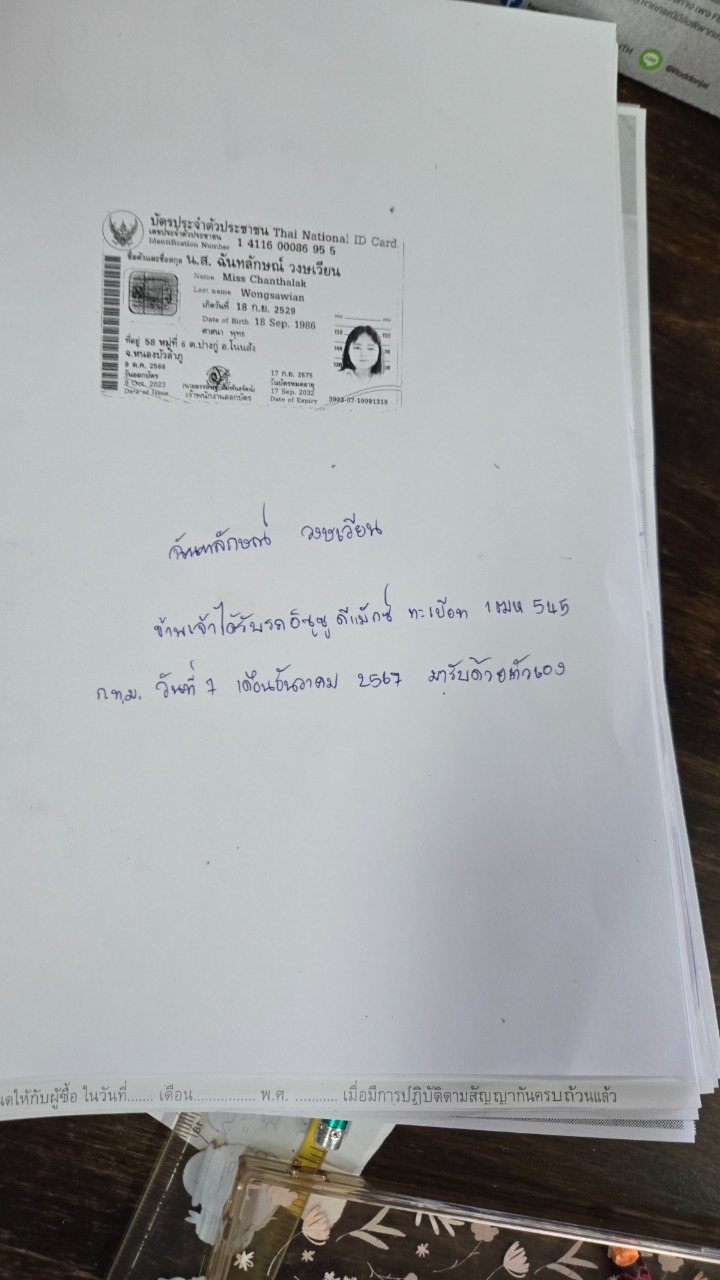 บัตรประจำตัวประชาชน Thai National ID Card
เลขประจำตัวประชาชน
Identification Number 1 4116 00086 95 5
ชื่อตัวและชื่อสกุล น.ส. ฉันทลักษณ์ วงษเวียน
Name Miss Chanthalak
Last name Wongsawian
เกิดวันที่ 18 ก.ย. 2529
Date of Birth 18 Sep. 1986
ศาสนา พุทธ
ที่อยู่ 58 หมู่ที่ 6 ต.ปางกู่ อ.โนนสัง
จ.หนองบัวลำภู
9 ต.ค. 2566
วันออกบัตร
9 Oct. 2023
Date of Issue
เจ้าพนักงานออกบัตร
17 ก.ย. 2575
วันบัตรหมดอายุ
17 Sep. 2032
Date of Expiry
3902-07-10091319
ฉันทลักษณ์ วงษเวียน
ข้าพเจ้าได้รับรถอีซูซู ดีแม็กซ์ ทะเบียน 1ฒห 545
ก.ท.ม. วันที่ 7 เดือนธันวาคม 2567 มารับด้วยตัวเอง
ให้กับผู้ซื้อ ในวันที่....... เดือน................ พ.ศ. ........... เมื่อมีการปฏิบัติตามสัญญากันครบถ้วนแล้ว
@Roddonjai